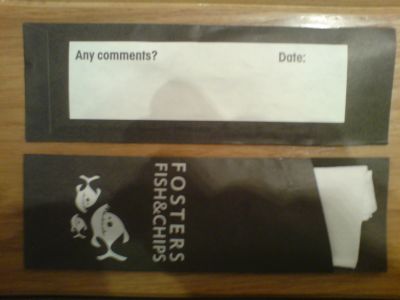 Any comments? Date:
FOSTERS
FISH&CHIPS